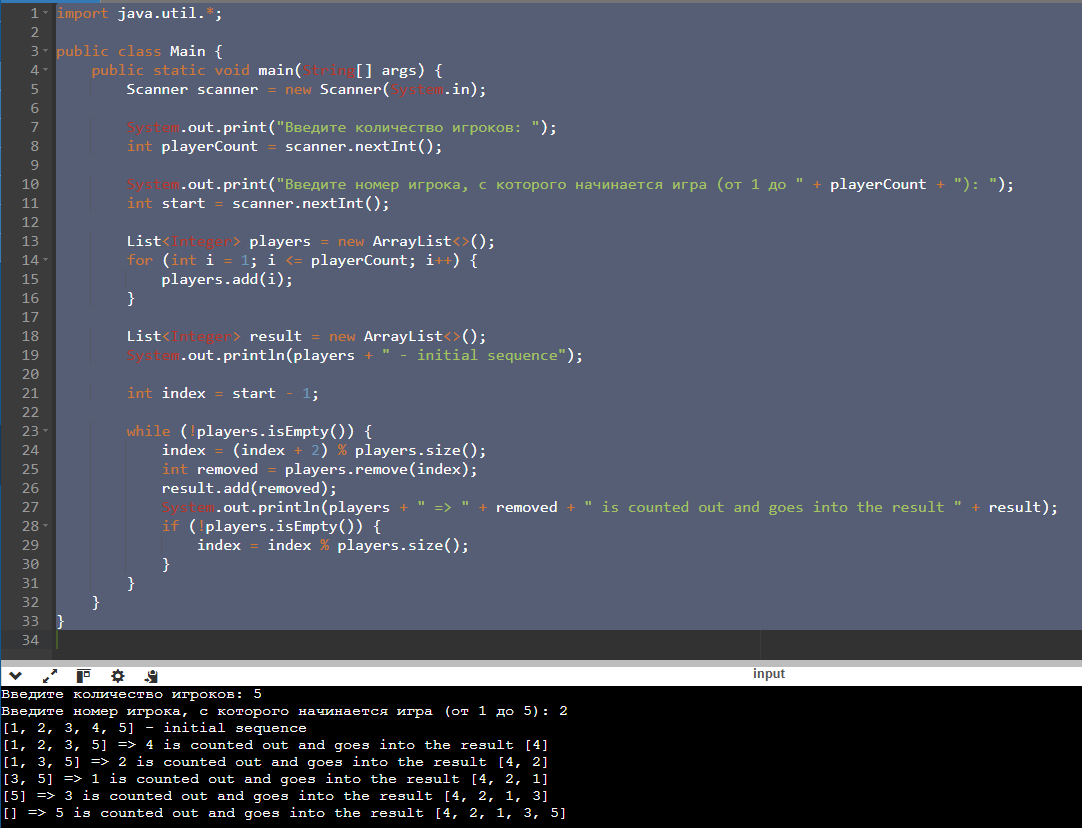 1 import java.util.*;
2
3 public class Main {
4 public static void main(String[] args) {
5 Scanner scanner = new Scanner(System.in);
6
7 System.out.print("Введите количество игроков: ");
8 int playerCount = scanner.nextInt();
9
10 System.out.print("Введите номер игрока, с которого начинается игра (от 1 до " + playerCount + "): ");
11 int start = scanner.nextInt();
12
13 List<Integer> players = new ArrayList<>();
14 for (int i = 1; i <= playerCount; i++) {
15 players.add(i);
16 }
17
18 List<Integer> result = new ArrayList<>();
19 System.out.println(players + " - initial sequence");
20
21 int index = start - 1;
22
23 while (!players.isEmpty()) {
24 index = (index + 2) % players.size();
25 int removed = players.remove(index);
26 result.add(removed);
27 System.out.println(players + " => " + removed + " is counted out and goes into the result " + result);
28 if (!players.isEmpty()) {
29 index = index % players.size();
30 }
31 }
32 }
33 }
34
input
Введите количество игроков: 5
Введите номер игрока, с которого начинается игра (от 1 до 5): 2
[1, 2, 3, 4, 5] - initial sequence
[1, 2, 3, 5] => 4 is counted out and goes into the result [4]
[1, 3, 5] => 2 is counted out and goes into the result [4, 2]
[3, 5] => 1 is counted out and goes into the result [4, 2, 1]
[5] => 3 is counted out and goes into the result [4, 2, 1, 3]
[] => 5 is counted out and goes into the result [4, 2, 1, 3, 5]